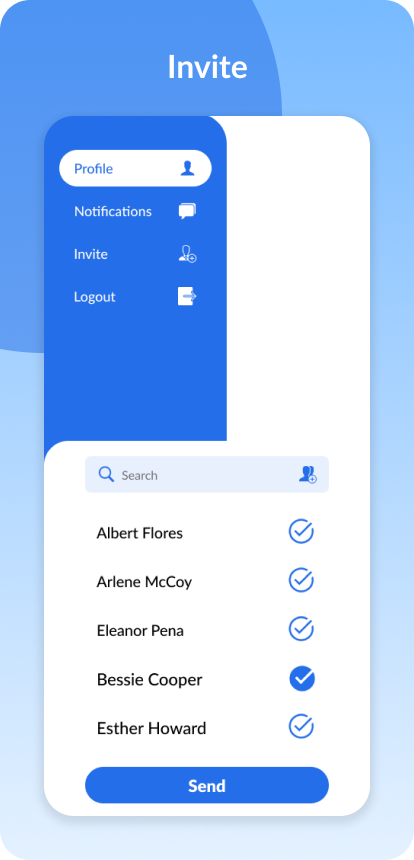 Invite
Profile
Notifications
Invite
Logout
Search
Albert Flores
Arlene McCoy
Eleanor Pena
Bessie Cooper
Esther Howard
Send